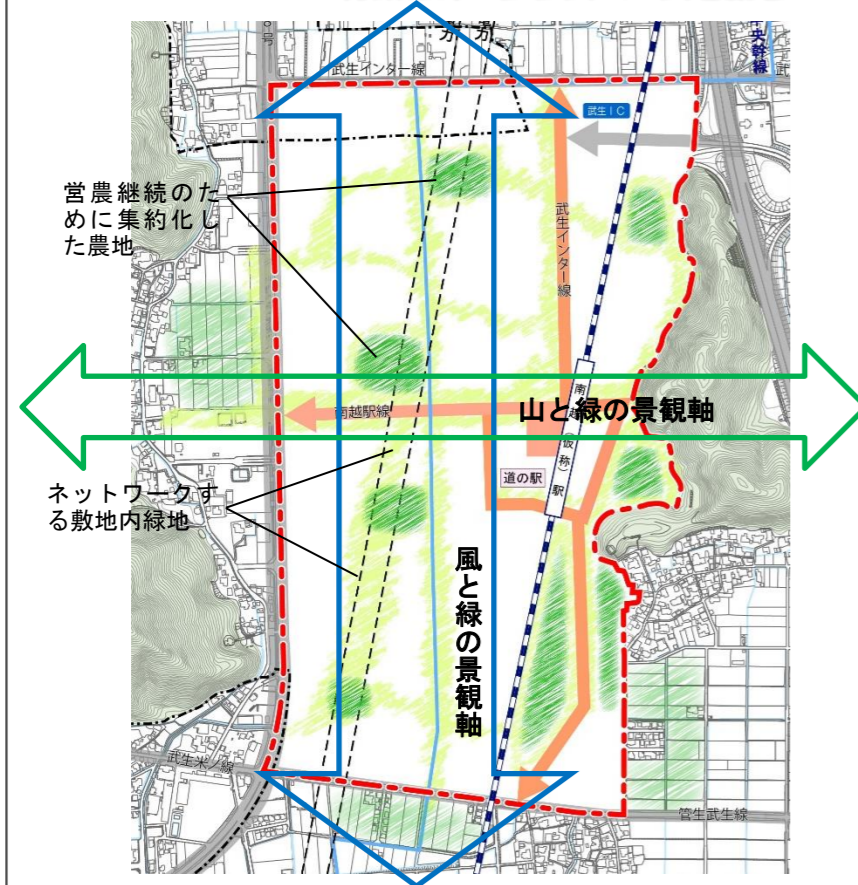 中央幹線
武生インター線
武生IC
営農継続のた
めに集約化し
た農地
武生インター線
山と緑の景観軸
南越駅線
南越(仮称)駅
道の駅
ネットワークす
る敷地内緑地
風と緑の景観軸
武生米ノ線
菅生武生線